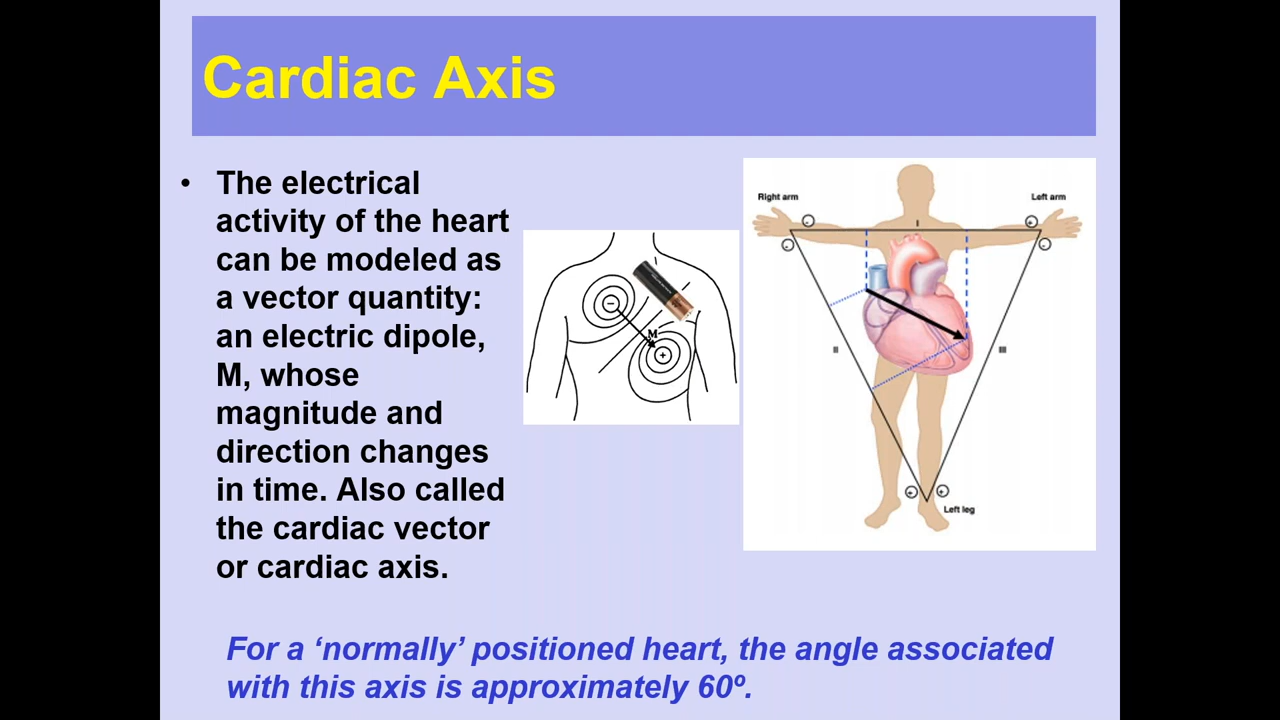 Cardiac Axis
• The electrical
activity of the heart
can be modeled as
a vector quantity:
an electric dipole,
M, whose
magnitude and
direction changes
in time. Also called
the cardiac vector
or cardiac axis.
−
M
+
Right arm
Left arm
-
I
+
-
-
II
III
+
+
Left leg
For a ‘normally’ positioned heart, the angle associated
with this axis is approximately 60º.